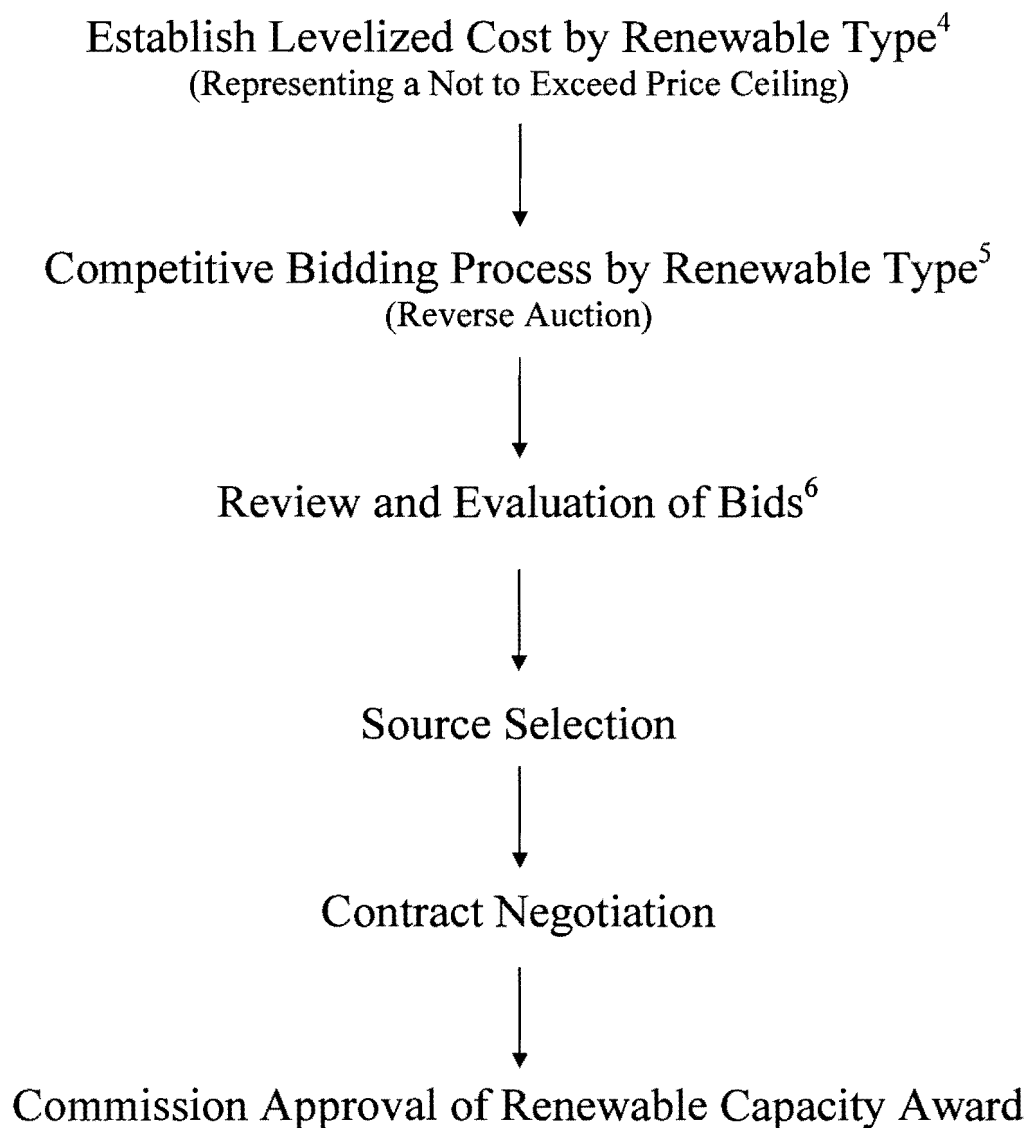 Establish Levelized Cost by Renewable Type⁴
(Representing a Not to Exceed Price Ceiling)
Competitive Bidding Process by Renewable Type⁵
(Reverse Auction)
Review and Evaluation of Bids⁶
Source Selection
Contract Negotiation
Commission Approval of Renewable Capacity Award